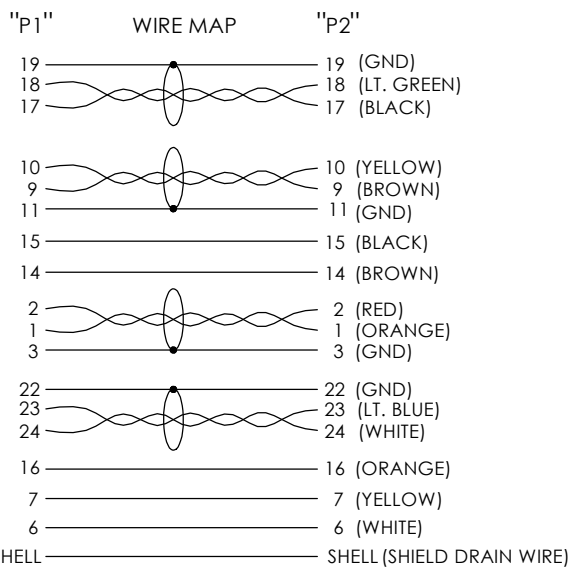 "P1" WIRE MAP "P2"
19 19 (GND)
18 18 (LT. GREEN)
17 17 (BLACK)
10 10 (YELLOW)
9 9 (BROWN)
11 11 (GND)
15 15 (BLACK)
14 14 (BROWN)
2 2 (RED)
1 1 (ORANGE)
3 3 (GND)
22 22 (GND)
23 23 (LT. BLUE)
24 24 (WHITE)
16 16 (ORANGE)
7 7 (YELLOW)
6 6 (WHITE)
HELL SHELL (SHIELD DRAIN WIRE)